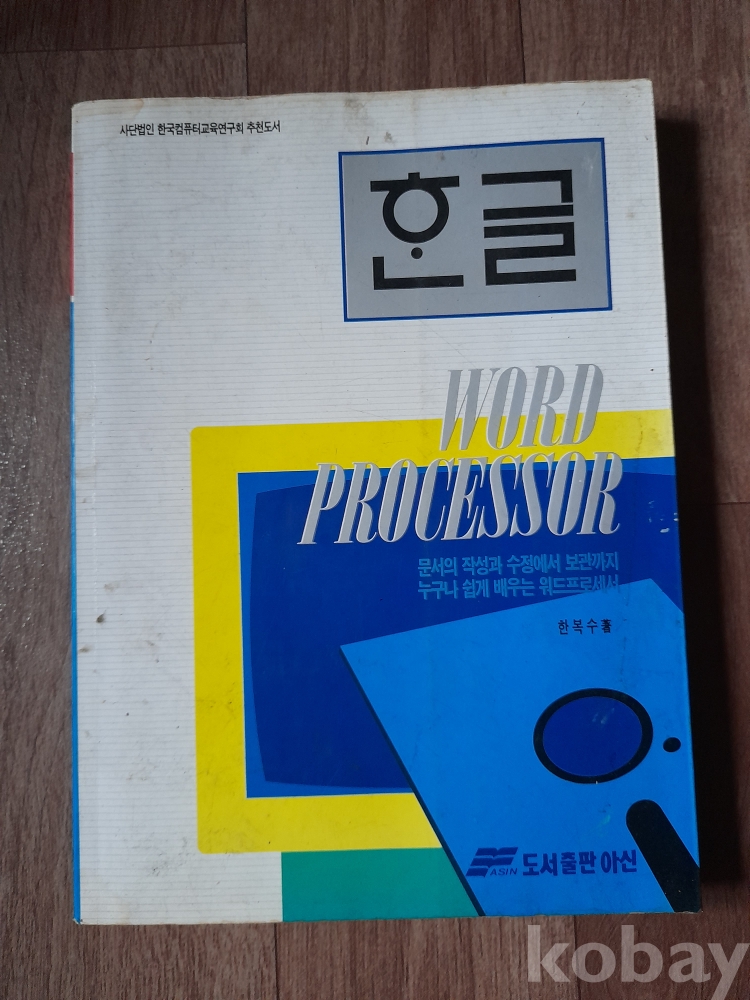 사단법인 한국컴퓨터교육연구회 추천도서
ᄒᆞᆫ글
WORD
PROCESSOR
문서의 작성과 수정에서 보관까지
누구나 쉽게 배우는 워드프로세서
한복수 著
ASIN 도서출판 아신
kobay